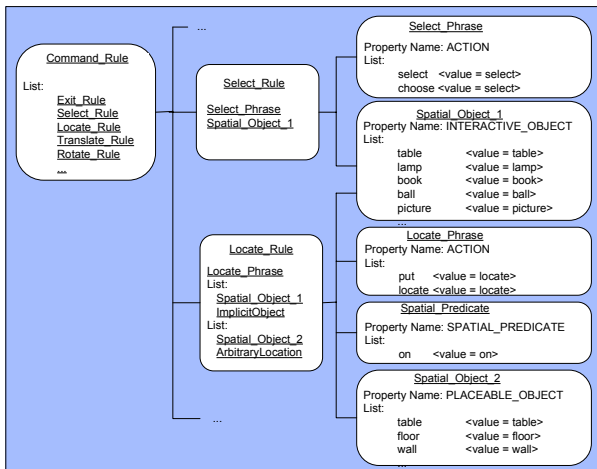 ...
Command_Rule
List:
Exit_Rule
Select_Rule
Locate_Rule
Translate_Rule
Rotate_Rule
...
Select_Rule
Select_Phrase
Spatial_Object_1
Locate_Rule
Locate_Phrase
List:
Spatial_Object_1
ImplicitObject
List:
Spatial_Object_2
ArbitraryLocation
...
Select_Phrase
Property Name: ACTION
List:
select <value = select>
choose <value = select>
Spatial_Object_1
Property Name: INTERACTIVE_OBJECT
List:
table <value = table>
lamp <value = lamp>
book <value = book>
ball <value = ball>
picture <value = picture>
...
Locate_Phrase
Property Name: ACTION
List:
put <value = locate>
locate <value = locate>
Spatial_Predicate
Property Name: SPATIAL_PREDICATE
List:
on <value = on>
Spatial_Object_2
Property Name: PLACEABLE_OBJECT
List:
table <value = table>
floor <value = floor>
wall <value = wall>
...